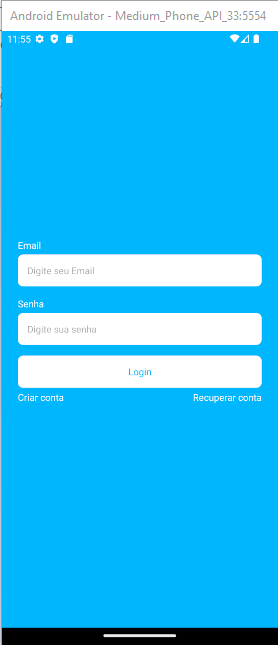 Android Emulator - Medium_Phone_API_33:5554
11:55
Email
Digite seu Email
Senha
Digite sua senha
Login
Criar conta Recuperar conta